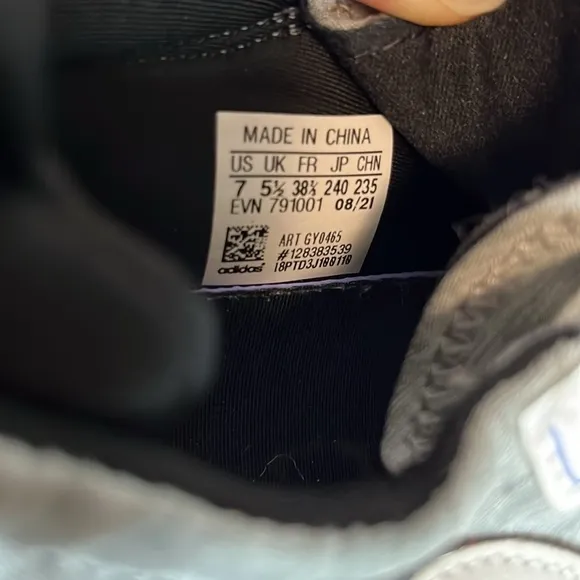 MADE IN CHINA
US UK FR JP CHN
7 5½ 38⅔ 240 235
EVN 791001 08/21
ART GY0465
#128383539
adidas